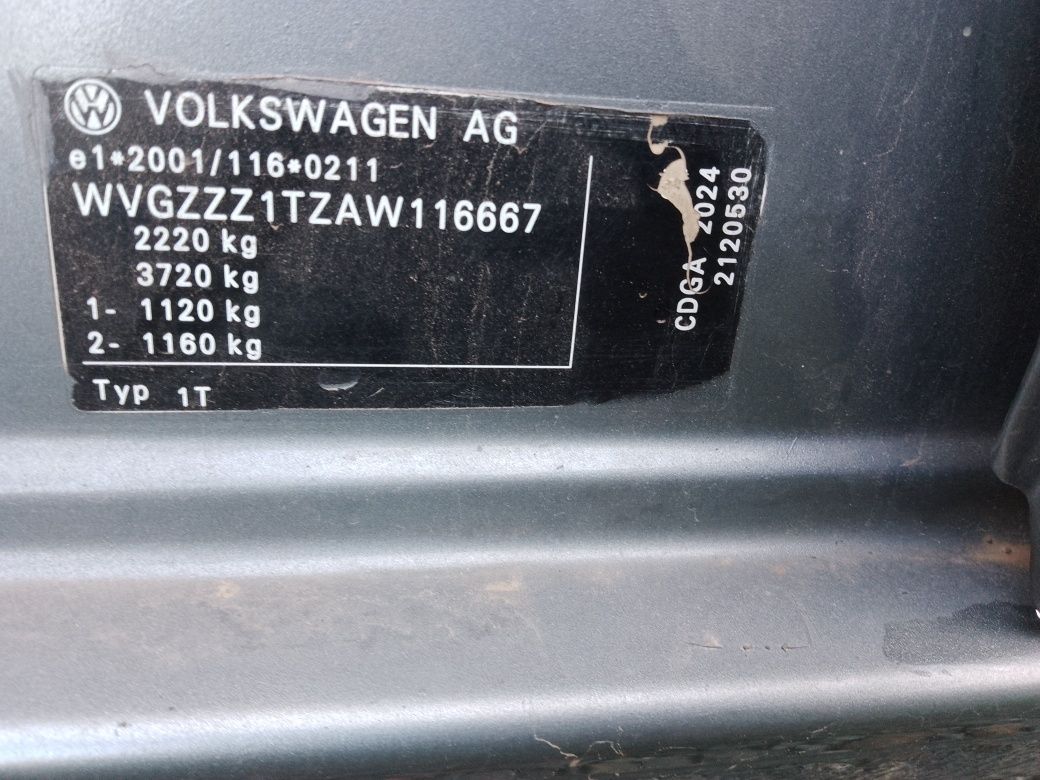 VOLKSWAGEN AG
e1*2001/116*0211
WVGZZZ1TZAW116667
2220 kg
3720 kg
1- 1120 kg
2- 1160 kg
Typ 1T
CDGA 2024
2120530